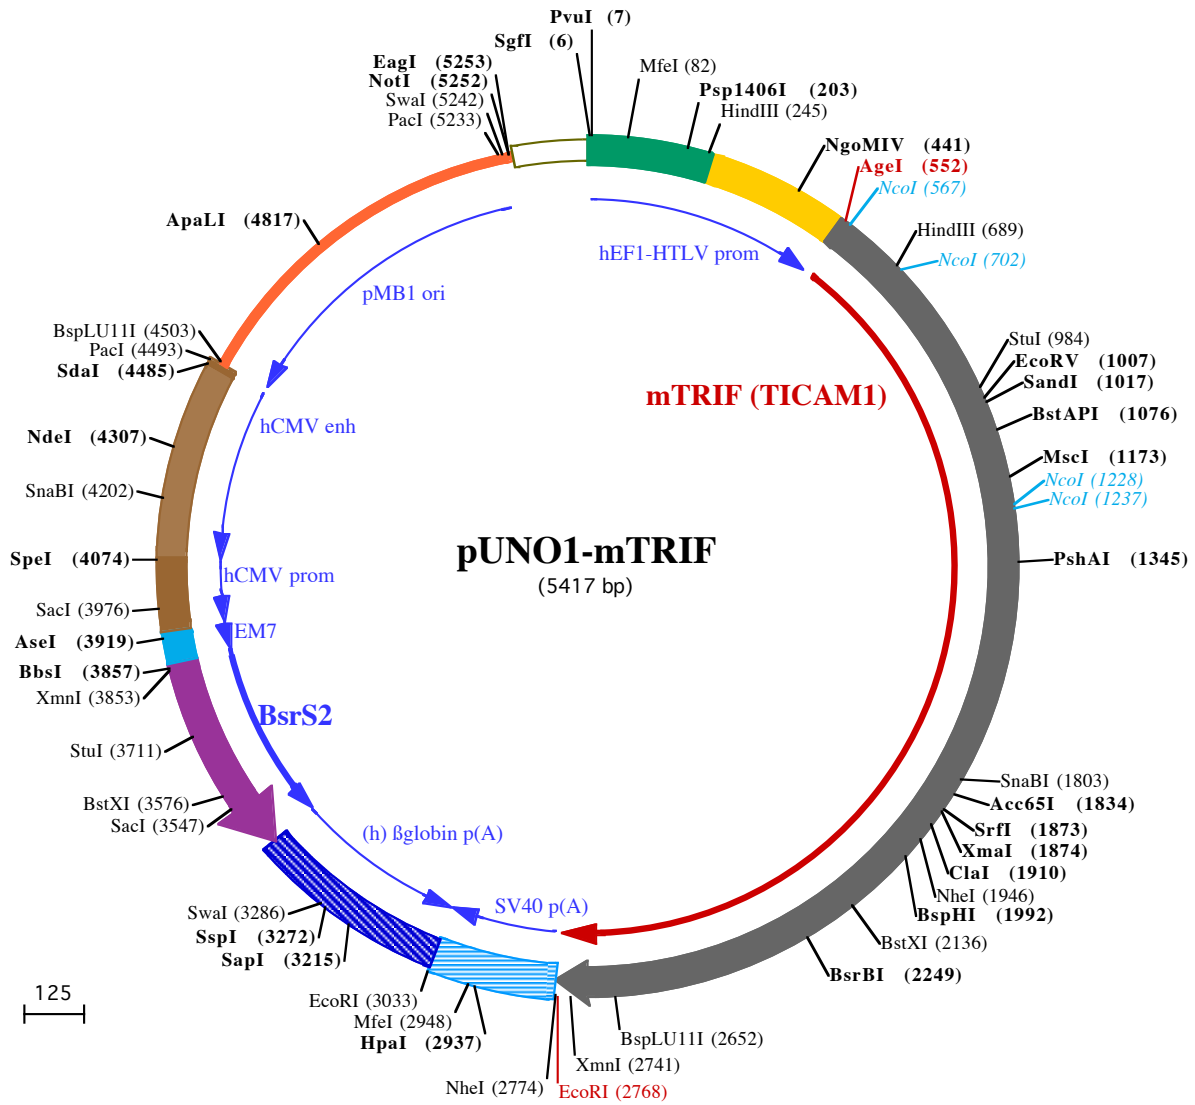 PvuI (7)
SgfI (6)
EagI (5253)
NotI (5252)
SwaI (5242)
PacI (5233)
MfeI (82)
Psp1406I (203)
HindIII (245)
NgoMIV (441)
AgeI (552)
NcoI (567)
HindIII (689)
NcoI (702)
ApaLI (4817)
hEF1-HTLV prom
pMB1 ori
BspLU11I (4503)
PacI (4493)
SdaI (4485)
StuI (984)
EcoRV (1007)
SandI (1017)
BstAPI (1076)
mTRIF (TICAM1)
hCMV enh
NdeI (4307)
MscI (1173)
NcoI (1228)
NcoI (1237)
SnaBI (4202)
pUNO1-mTRIF
(5417 bp)
SpeI (4074)
PshAI (1345)
hCMV prom
SacI (3976)
EM7
AseI (3919)
BbsI (3857)
XmnI (3853)
BsrS2
StuI (3711)
BstXI (3576)
SacI (3547)
(h) ßglobin p(A)
SnaBI (1803)
Acc65I (1834)
SrfI (1873)
XmaI (1874)
ClaI (1910)
NheI (1946)
BspHI (1992)
SV40 p(A)
SwaI (3286)
SspI (3272)
SapI (3215)
BstXI (2136)
BsrBI (2249)
125
EcoRI (3033)
MfeI (2948)
HpaI (2937)
BspLU11I (2652)
XmnI (2741)
NheI (2774)
EcoRI (2768)